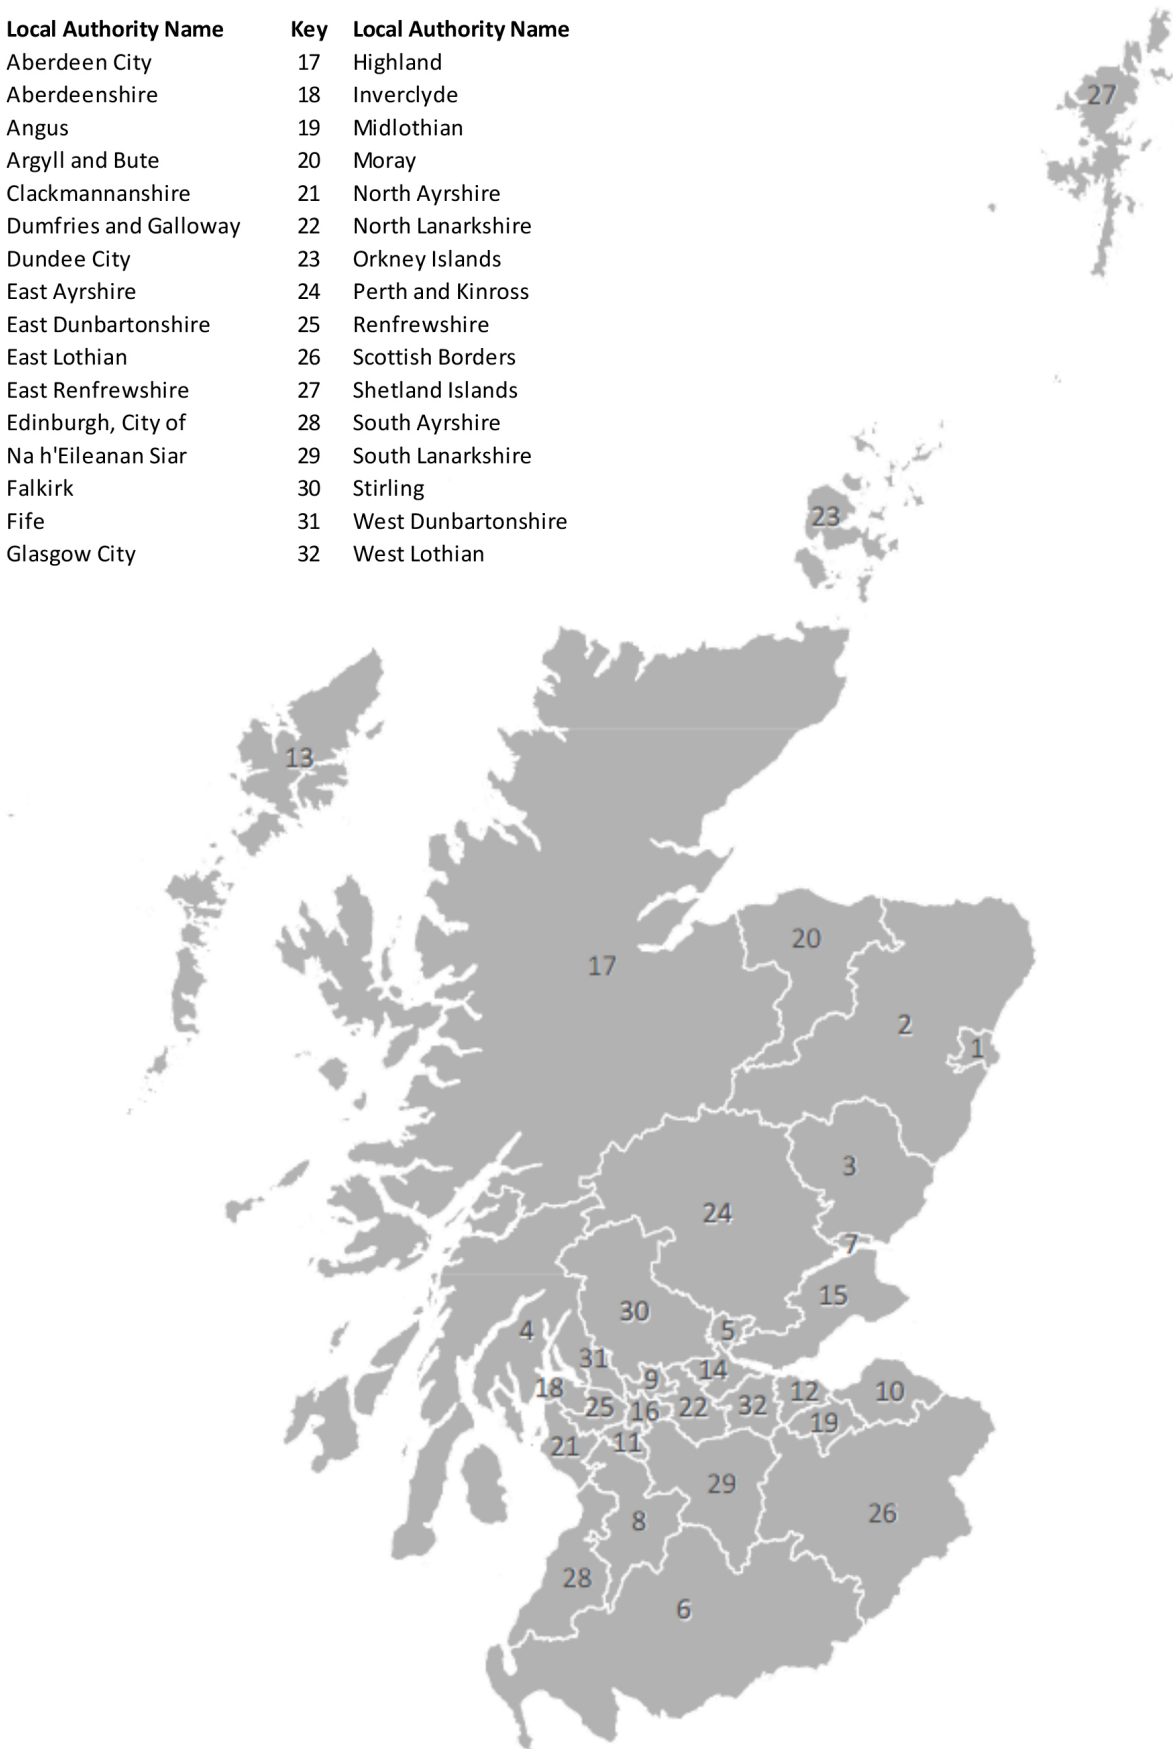 Local Authority Name Key Local Authority Name
Aberdeen City 17 Highland
Aberdeenshire 18 Inverclyde
Angus 19 Midlothian
Argyll and Bute 20 Moray
Clackmannanshire 21 North Ayrshire
Dumfries and Galloway 22 North Lanarkshire
Dundee City 23 Orkney Islands
East Ayrshire 24 Perth and Kinross
East Dunbartonshire 25 Renfrewshire
East Lothian 26 Scottish Borders
East Renfrewshire 27 Shetland Islands
Edinburgh, City of 28 South Ayrshire
Na h'Eileanan Siar 29 South Lanarkshire
Falkirk 30 Stirling
Fife 31 West Dunbartonshire
Glasgow City 32 West Lothian
27
23
13
20
17
2
1
3
24
7
15
30
4
5
31
14
9
18
12
10
25
16
22
32
19
21
11
29
26
8
28
6